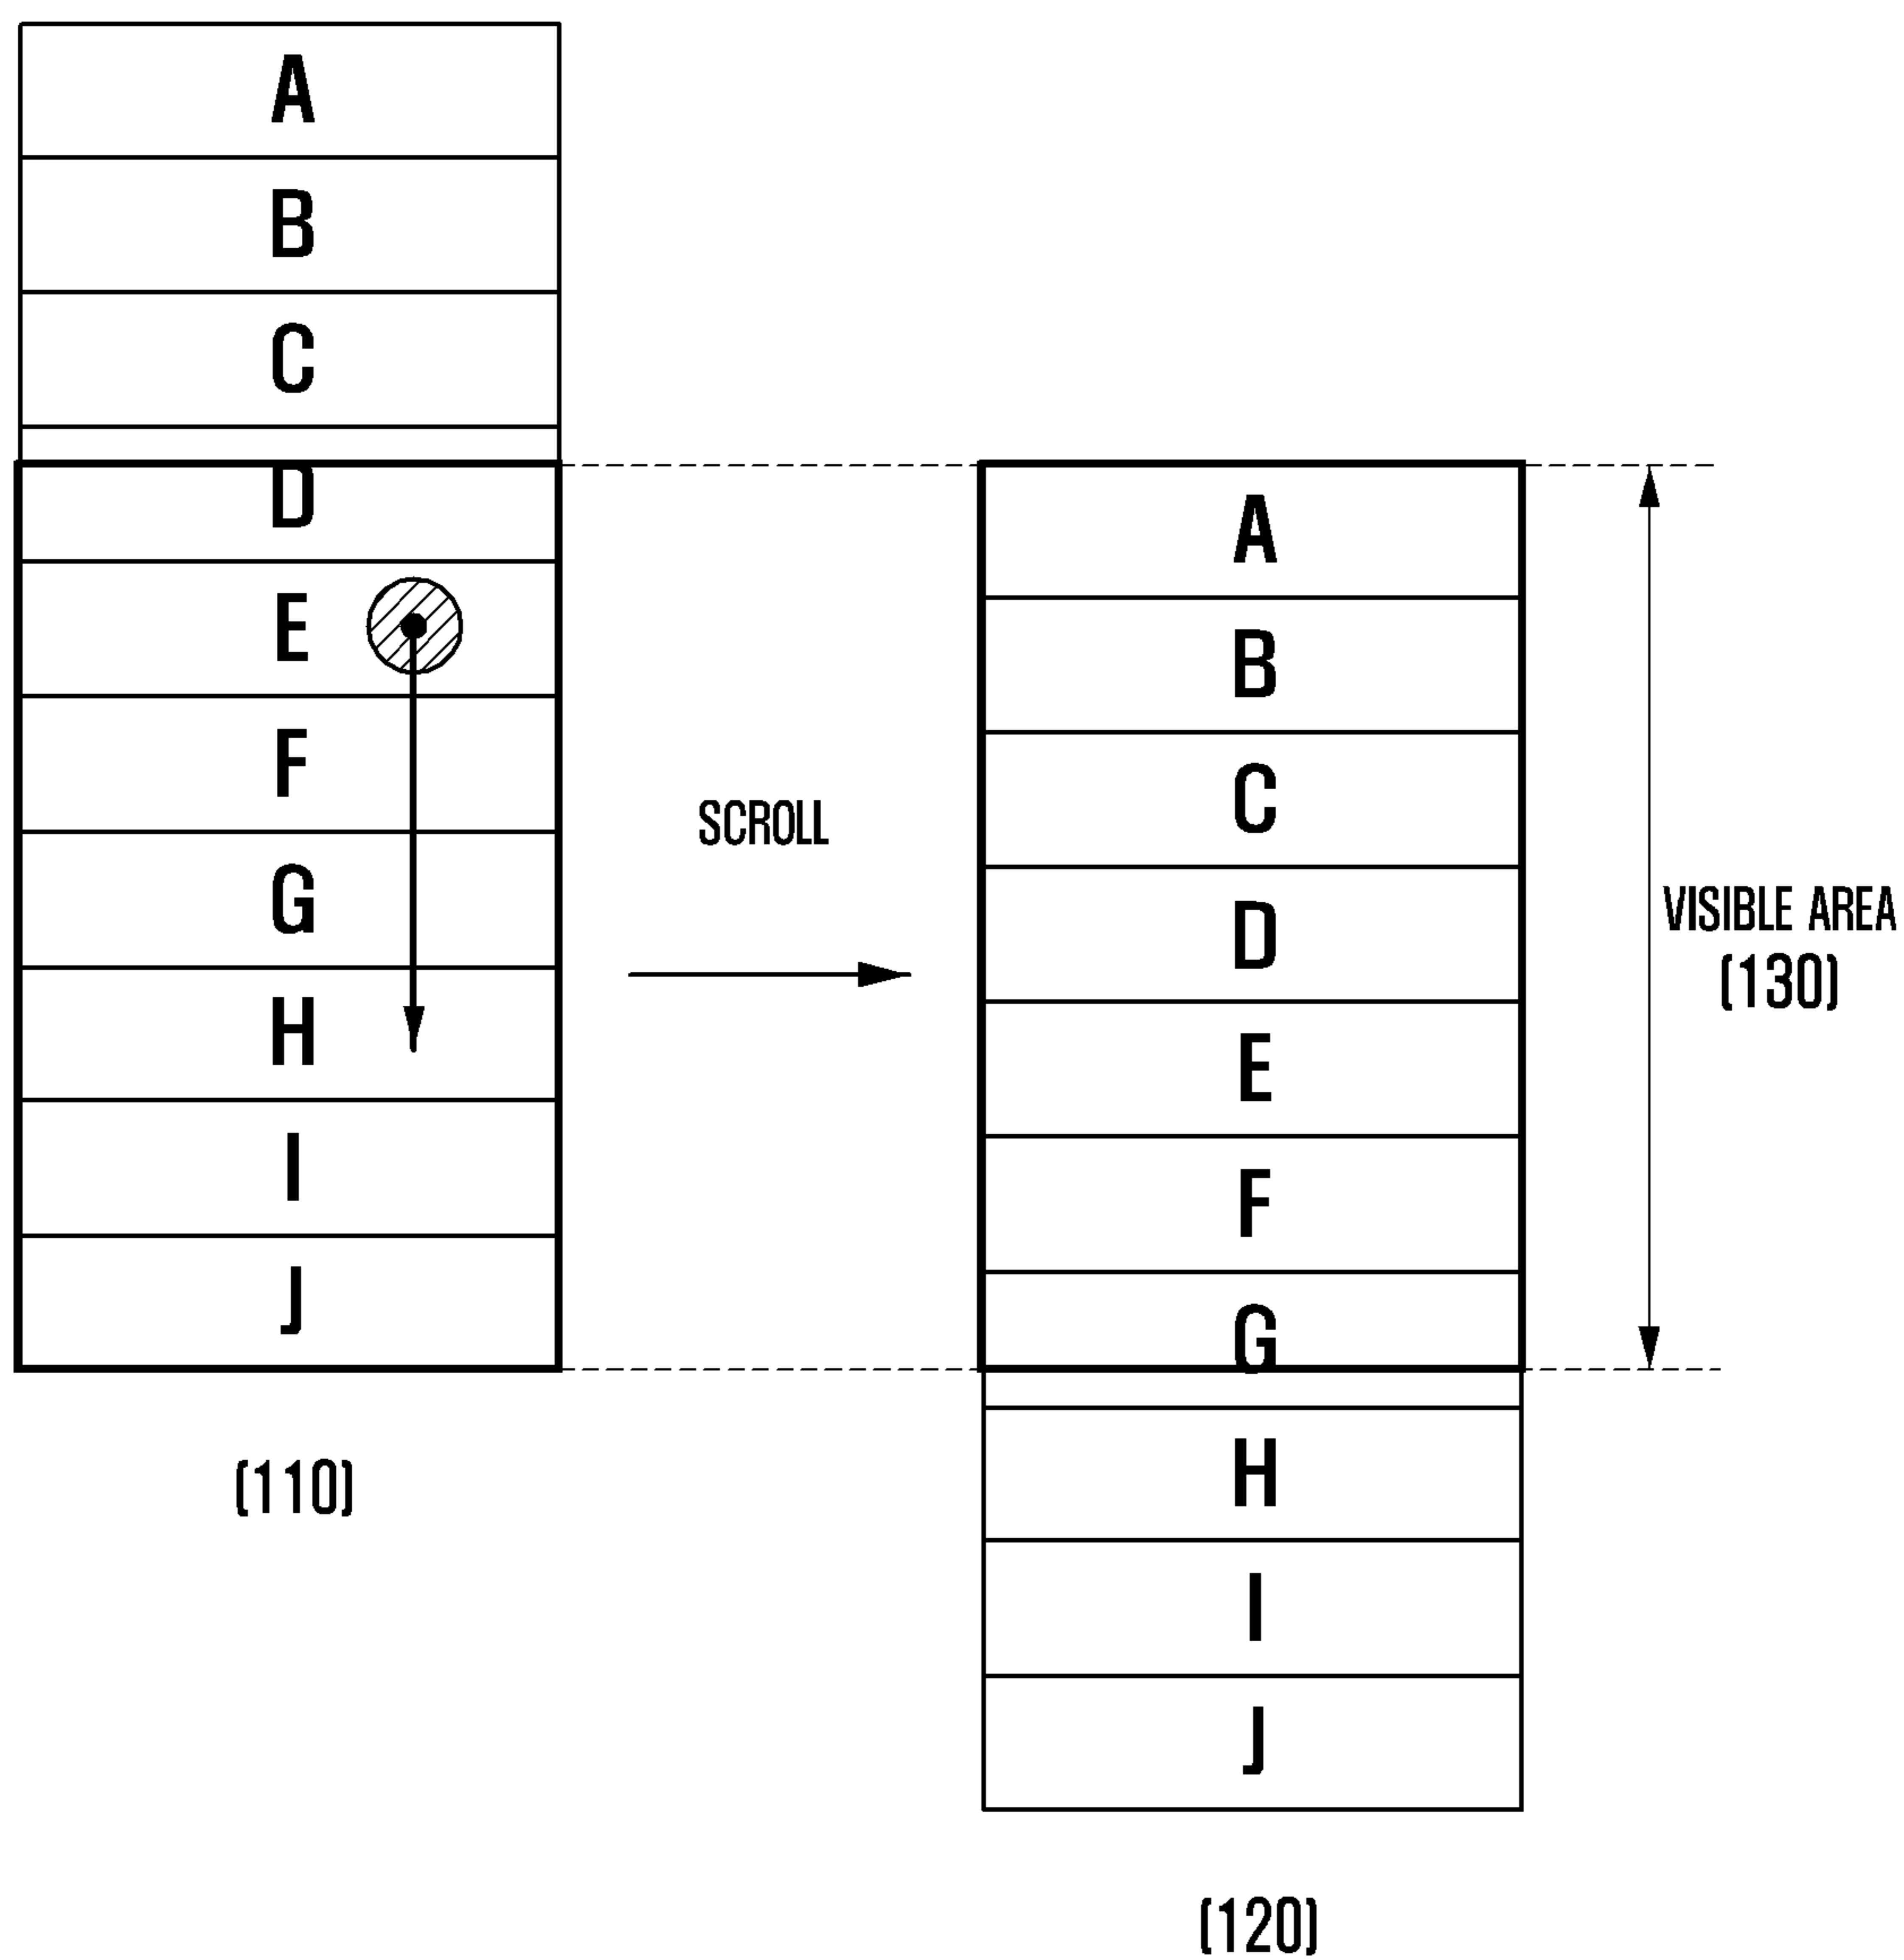 A
B
C
D
E
F
G
H
I
J
(110)
SCROLL
A
B
C
D
E
F
G
H
I
J
(120)
VISIBLE AREA
(130)